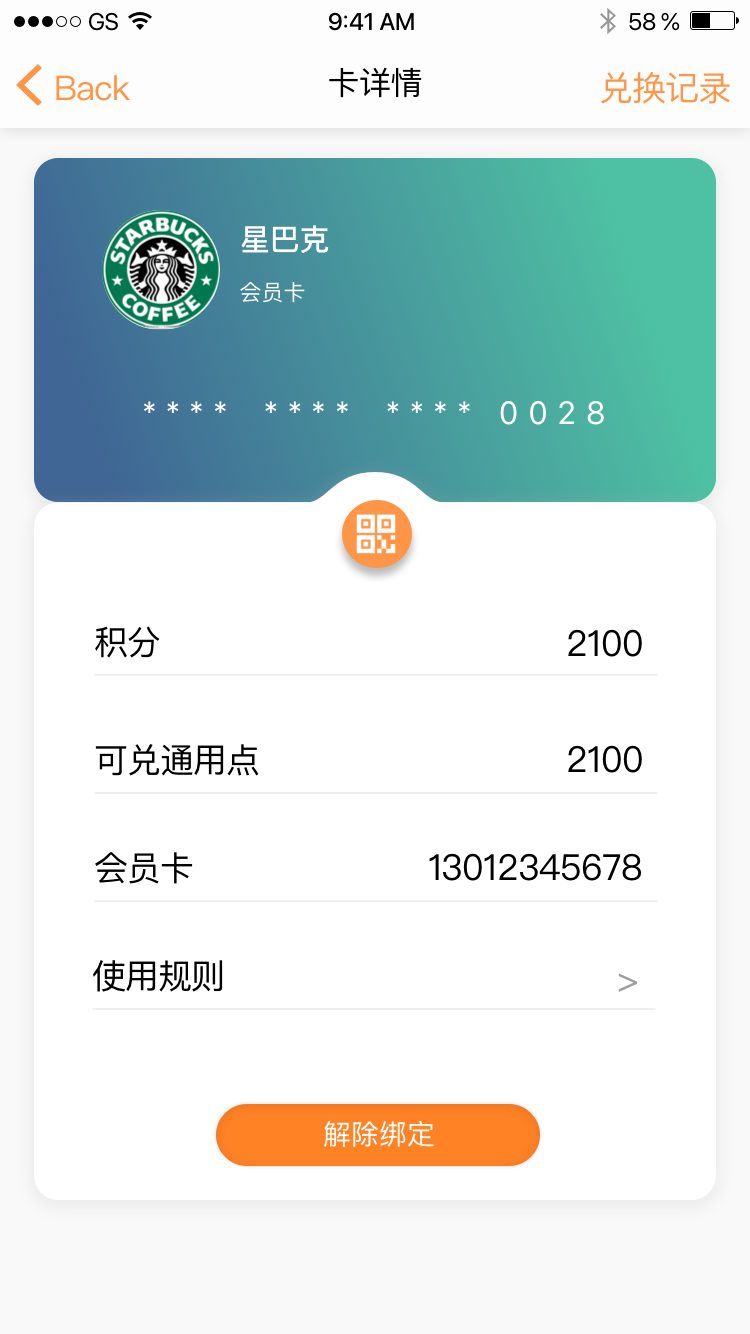 GS 9:41 AM 58 %
Back 卡详情 兑换记录
STARBUCKS
COFFEE
星巴克
会员卡
**** **** **** 0028
积分 2100
可兑通用点 2100
会员卡 13012345678
使用规则 >
解除绑定